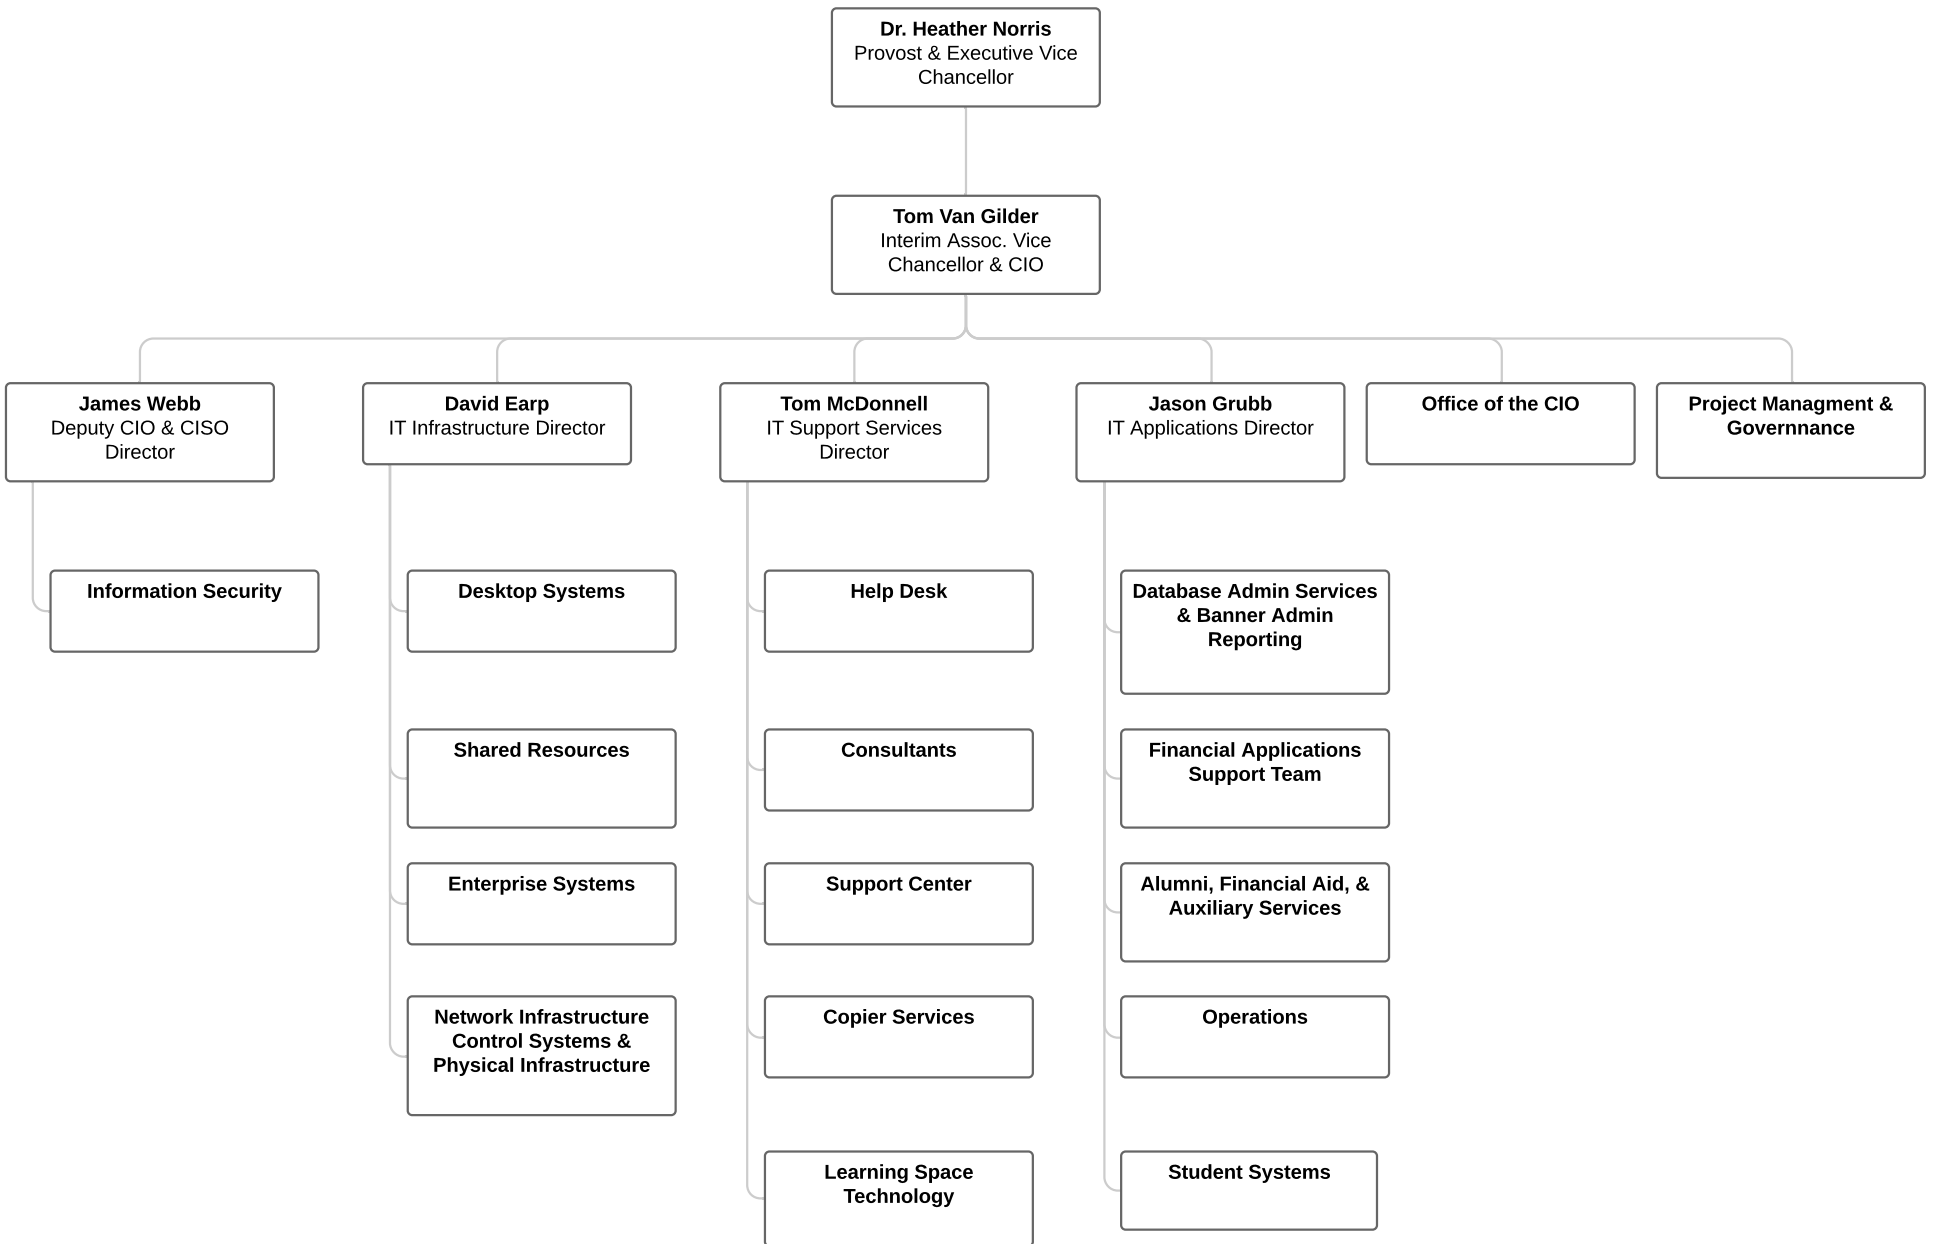 Dr. Heather Norris
Provost & Executive Vice
Chancellor
Tom Van Gilder
Interim Assoc. Vice
Chancellor & CIO
James Webb
Deputy CIO & CISO
Director
David Earp
IT Infrastructure Director
Tom McDonnell
IT Support Services
Director
Jason Grubb
IT Applications Director
Office of the CIO
Project Managment &
Governnance
Information Security
Desktop Systems
Help Desk
Database Admin Services
& Banner Admin
Reporting
Shared Resources
Consultants
Financial Applications
Support Team
Enterprise Systems
Support Center
Alumni, Financial Aid, &
Auxiliary Services
Network Infrastructure
Control Systems &
Physical Infrastructure
Copier Services
Operations
Learning Space
Technology
Student Systems